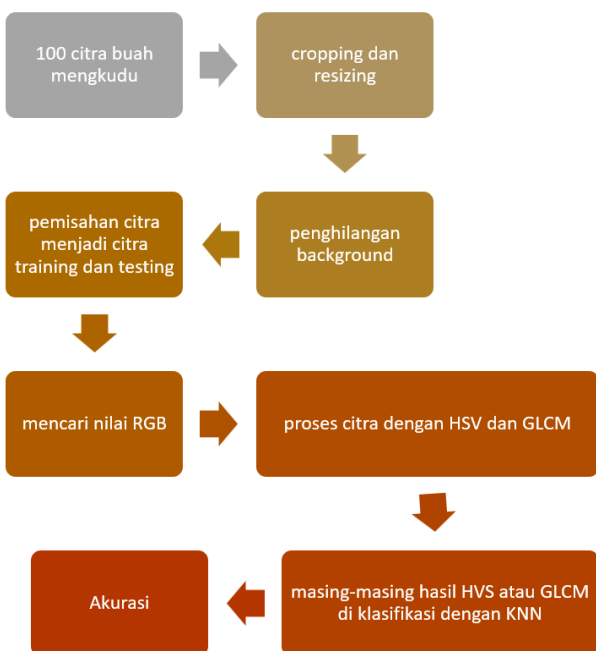 100 citra buah
mengkudu
cropping dan
resizing
penghilangan
background
pemisahan citra
menjadi citra
training dan testing
mencari nilai RGB
proses citra dengan HSV dan GLCM
masing-masing hasil HVS atau GLCM
di klasifikasi dengan KNN
Akurasi